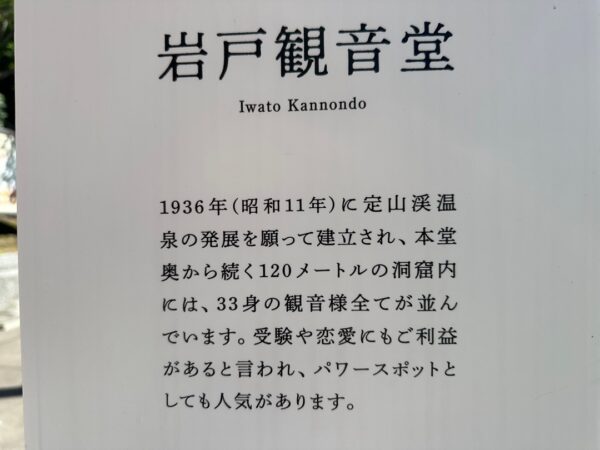 岩戸観音堂
Iwato Kannondo
1936年(昭和11年)に定山渓温
泉の発展を願って建立され、本堂
奥から続く120メートルの洞窟内
には、33身の観音様全てが並ん
でいます。受験や恋愛にもご利益
があると言われ、パワースポットと
しても人気があります。